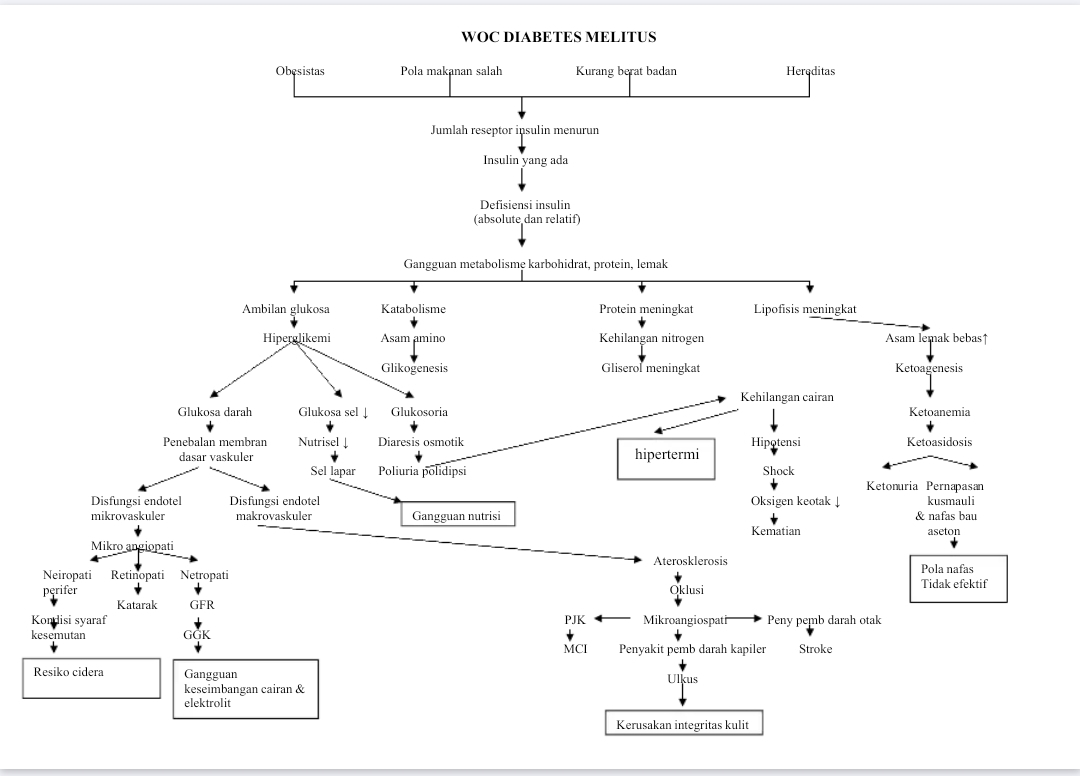 WOC DIABETES MELITUS
Obesistas Pola makanan salah Kurang berat badan Hereditas
Jumlah reseptor insulin menurun
Insulin yang ada
Defisiensi insulin
(absolute dan relatif)
Gangguan metabolisme karbohidrat, protein, lemak
Ambilan glukosa Katabolisme Protein meningkat Lipofisis meningkat
Hiperglikemi Asam amino Kehilangan nitrogen Asam lemak bebas↑
Glikogenesis Gliserol meningkat Ketoagenesis
Kehilangan cairan
Glukosa darah Glukosa sel ↓ Glukosoria Ketoanemia
Penebalan membran
dasar vaskuler
Nutrisel ↓ Diaresis osmotik Hipotensi Ketoasidosis
hipertermi
Sel lapar Poliuria polidipsi Shock
Ketonuria Pernapasan
kusmauli
& nafas bau
aseton
Disfungsi endotel
mikrovaskuler
Disfungsi endotel
makrovaskuler
Gangguan nutrisi
Oksigen keotak ↓
Kematian
Mikro angiopati
Aterosklerosis
Pola nafas
Tidak efektif
Neiropati
perifer
Retinopati Netropati
Oklusi
Katarak GFR
Kondisi syaraf
kesemutan
GGK
PJK Mikroangiospati Peny pemb darah otak
MCI Penyakit pemb darah kapiler Stroke
Resiko cidera
Gangguan
keseimbangan cairan &
elektrolit
Ulkus
Kerusakan integritas kulit